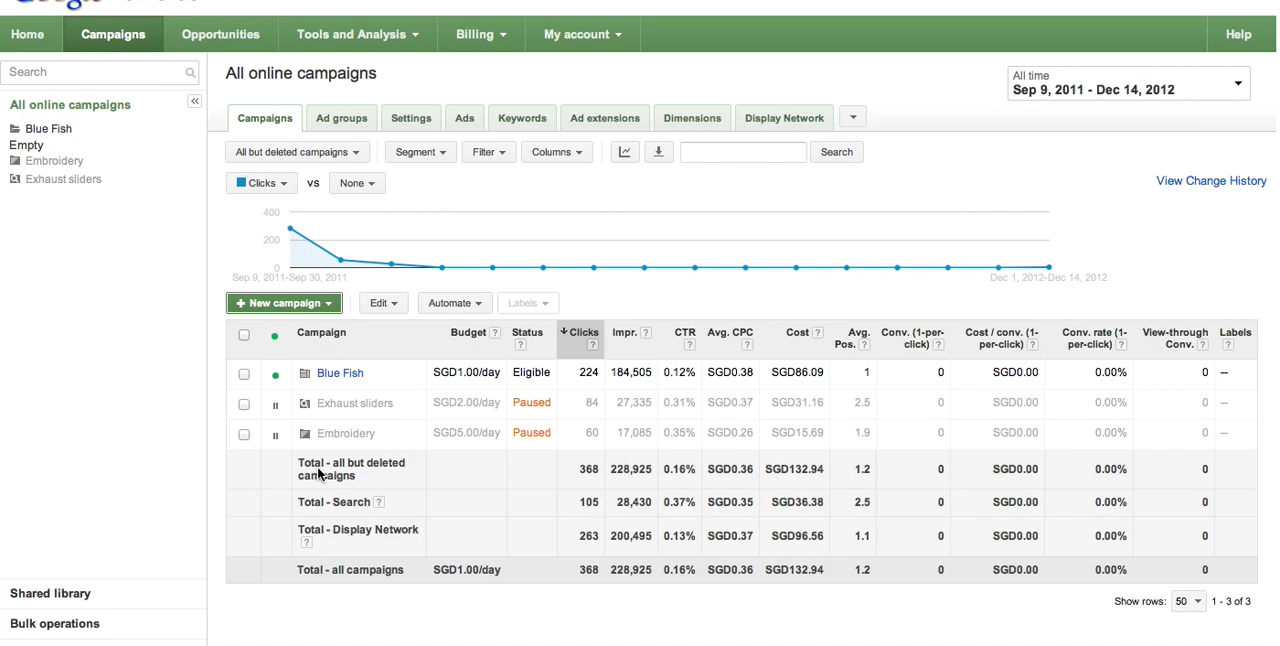 Home Campaigns Opportunities Tools and Analysis Billing My account Help
Search
All online campaigns
Blue Fish
Empty
Embroidery
Exhaust sliders
Shared library
Bulk operations
All online campaigns
All time
Sep 9, 2011 - Dec 14, 2012
Campaigns Ad groups Settings Ads Keywords Ad extensions Dimensions Display Network
All but deleted campaigns Segment Filter Columns Search
Clicks VS None
View Change History
400
200
0
Sep 9, 2011-Sep 30, 2011 Dec 1, 2012-Dec 14, 2012
+ New campaign Edit Automate Labels
Campaign Budget ? Status ? Clicks ? Impr. ? CTR ? Avg. CPC ? Cost ? Avg. Pos. ? Conv. (1-per-click) ? Cost / conv. (1-per-click) ? Conv. rate (1-per-click) ? View-through Conv. ? Labels ?
Blue Fish SGD1.00/day Eligible 224 184,505 0.12% SGD0.38 SGD86.09 1 0 SGD0.00 0.00% 0 --
Exhaust sliders SGD2.00/day Paused 84 27,335 0.31% SGD0.37 SGD31.16 2.5 0 SGD0.00 0.00% 0 --
Embroidery SGD5.00/day Paused 60 17,085 0.35% SGD0.26 SGD15.69 1.9 0 SGD0.00 0.00% 0 --
Total - all but deleted campaigns 368 228,925 0.16% SGD0.36 SGD132.94 1.2 0 SGD0.00 0.00% 0
Total - Search ? 105 28,430 0.37% SGD0.35 SGD36.38 2.5 0 SGD0.00 0.00% 0
Total - Display Network ? 263 200,495 0.13% SGD0.37 SGD96.56 1.1 0 SGD0.00 0.00% 0
Total - all campaigns SGD1.00/day 368 228,925 0.16% SGD0.36 SGD132.94 1.2 0 SGD0.00 0.00% 0
Show rows: 50 1 - 3 of 3